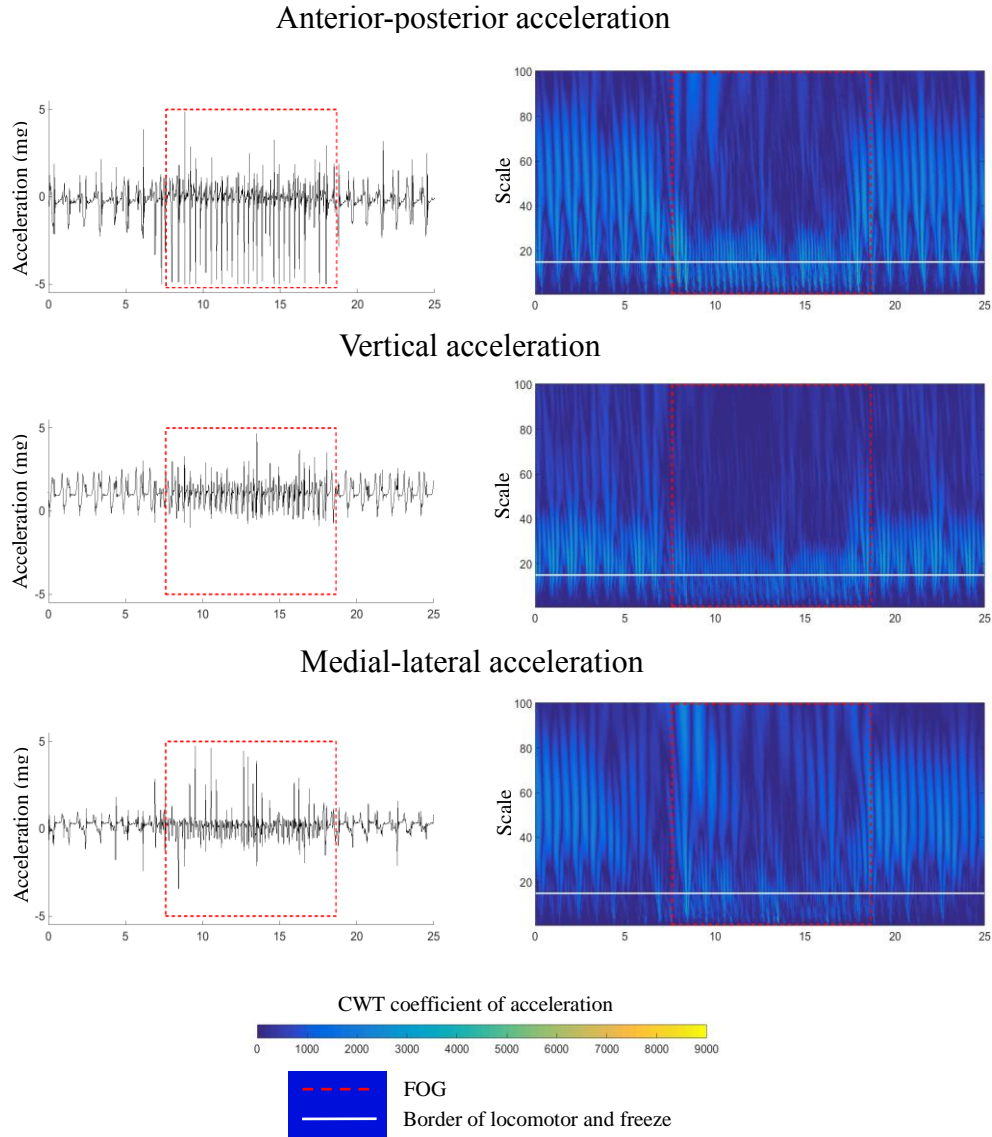 Anterior-posterior acceleration
Acceleration (mg)
5
0
-5
0 5 10 15 20 25
Scale
100
80
60
40
20
0 5 10 15 20 25
Vertical acceleration
Acceleration (mg)
5
0
-5
0 5 10 15 20 25
Scale
100
80
60
40
20
0 5 10 15 20 25
Medial-lateral acceleration
Acceleration (mg)
5
0
-5
0 5 10 15 20 25
Scale
100
80
60
40
20
0 5 10 15 20 25
CWT coefficient of acceleration
0 1000 2000 3000 4000 5000 6000 7000 8000 9000
FOG
Border of locomotor and freeze